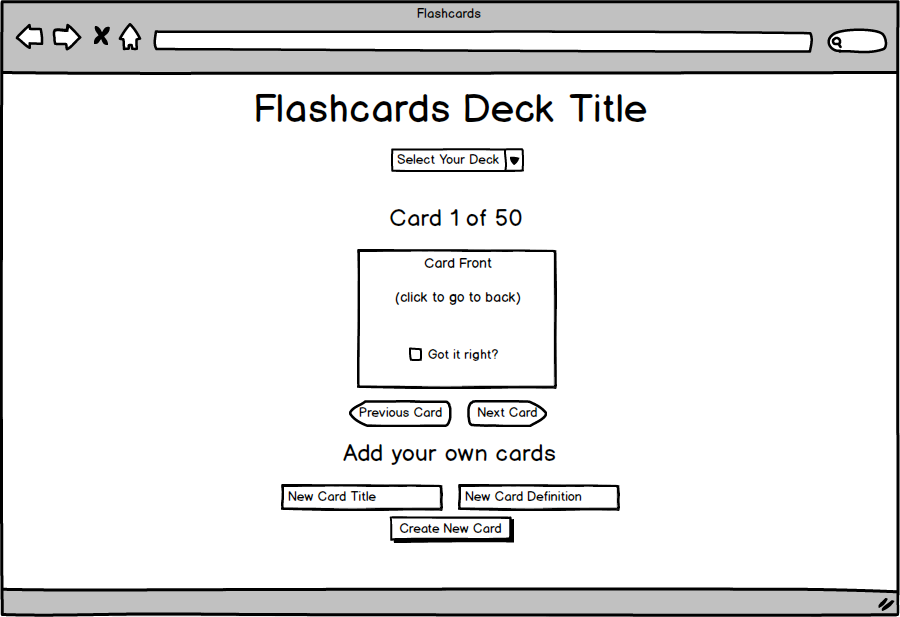 Flashcards
Flashcards Deck Title
Select Your Deck
Card 1 of 50
Card Front
(click to go to back)
Got it right?
Previous Card Next Card
Add your own cards
New Card Title New Card Definition
Create New Card